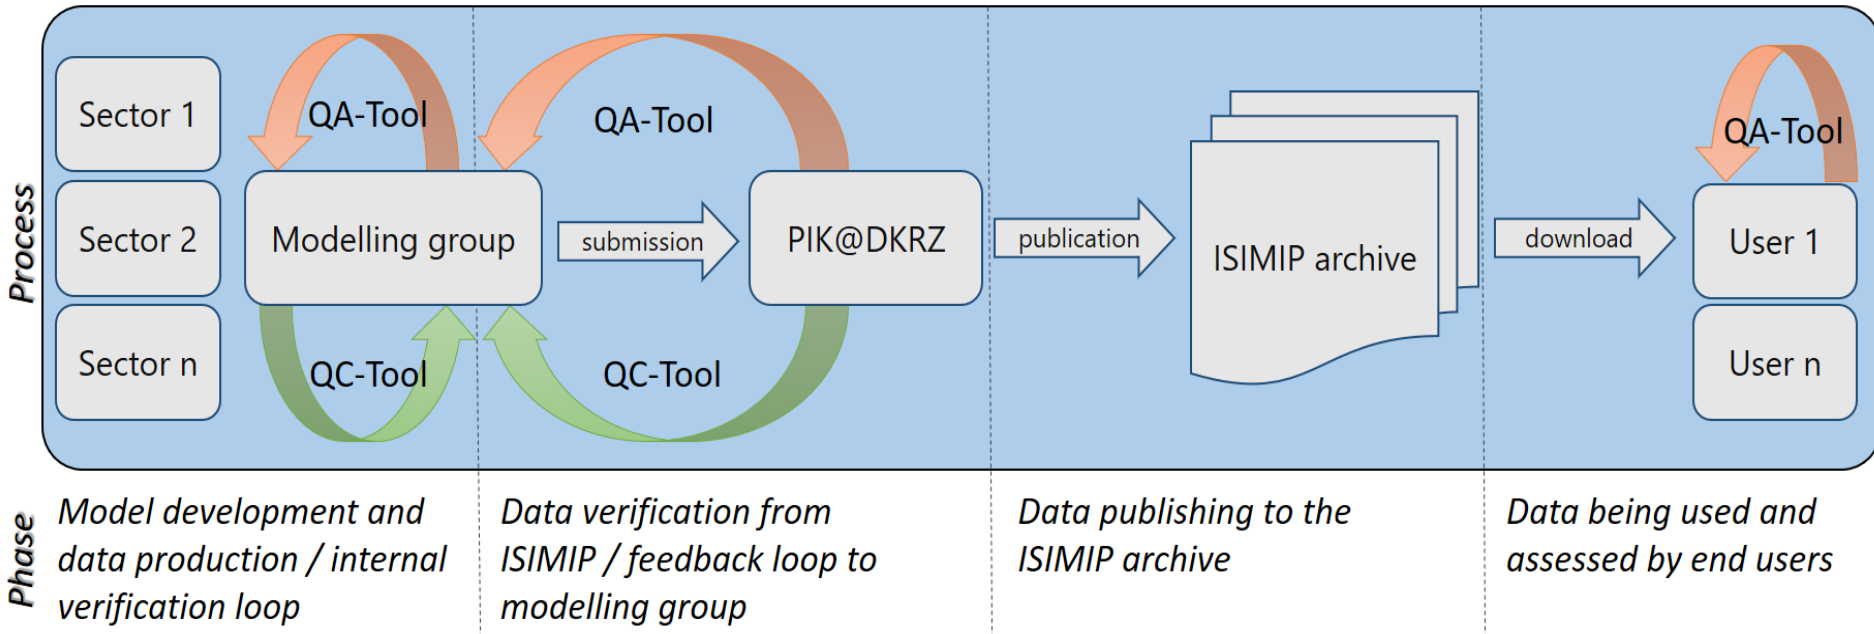 Process
Sector 1
Sector 2
Sector n
QA-Tool
Modelling group
QC-Tool
QA-Tool
submission
QC-Tool
PIK@DKRZ
publication
ISIMIP archive
download
QA-Tool
User 1
User n
Phase
Model development and
data production / internal
verification loop
Data verification from
ISIMIP / feedback loop to
modelling group
Data publishing to the
ISIMIP archive
Data being used and
assessed by end users